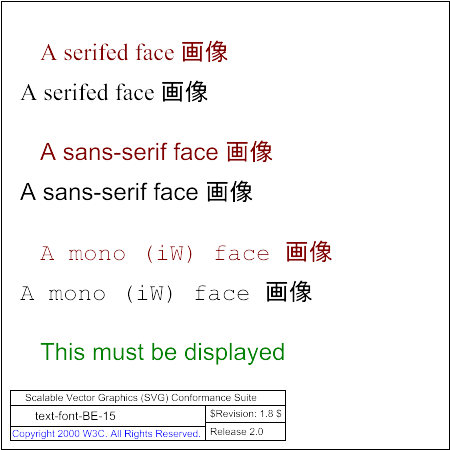 A serifed face 画像
A serifed face 画像
A sans-serif face 画像
A sans-serif face 画像
A mono (iW) face 画像
A mono (iW) face 画像
This must be displayed
Scalable Vector Graphics (SVG) Conformance Suite
text-font-BE-15
$Revision: 1.8 $
Copyright 2000 W3C. All Rights Reserved.
Release 2.0